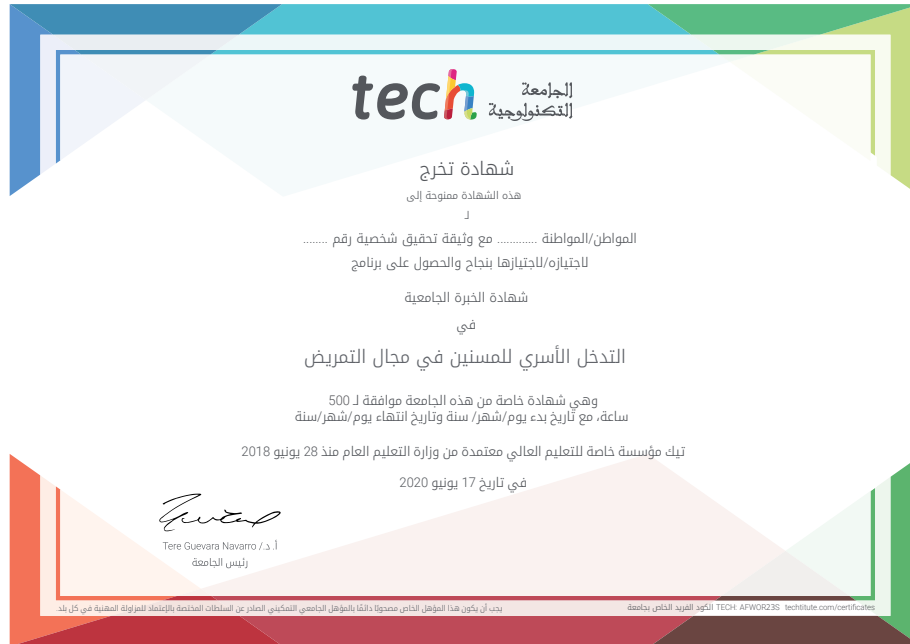 tech الجامعة
التكنولوجية
شهادة تخرج
هذه الشهادة ممنوحة إلى
لـ
المواطن/المواطنة ............ مع وثيقة تحقيق شخصية رقم ........
لاجتيازه/لاجتيازها بنجاح والحصول على برنامج
شهادة الخبرة الجامعية
في
التدخل الأسري للمسنين في مجال التمريض
وهي شهادة خاصة من هذه الجامعة موافقة لـ 500
ساعة، مع تاريخ بدء يوم/شهر/ سنة وتاريخ انتهاء يوم/شهر/سنة
تيك مؤسسة خاصة للتعليم العالي معتمدة من وزارة التعليم العام منذ 28 يونيو 2018
في تاريخ 17 يونيو 2020
أ. د./ Tere Guevara Navarro
رئيس الجامعة
يجب أن يكون هذا المؤهل الخاص مصحوبًا دائمًا بالمؤهل الجامعي التمكيني الصادر عن السلطات المختصة بالإعتماد للمزاولة المهنية في كل بلد.
الكود الفريد الخاص بجامعة TECH: AFWOR23S techtitute.com/certificates